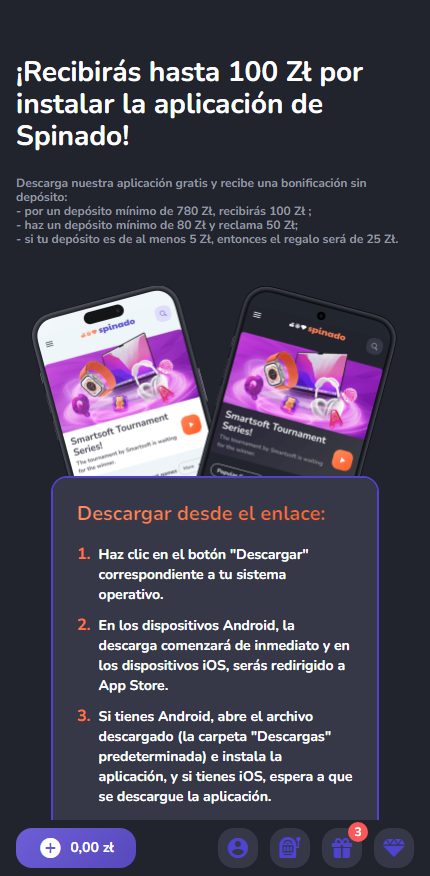 ¡Recibirás hasta 100 Zł por
instalar la aplicación de
Spinado!
Descarga nuestra aplicación gratis y recibe una bonificación sin
depósito:
- por un depósito mínimo de 780 Zł, recibirás 100 Zł ;
- haz un depósito mínimo de 80 Zł y reclama 50 Zł;
- si tu depósito es de al menos 5 Zł, entonces el regalo será de 25 Zł.
spinado
Smartsoft Tournament
Series!
The tournament by Smartsoft is waiting
for the winner.
spinado
Smartsoft Tournament
Series!
The tournament by Smartsoft is waiting
for the winner.
Descargar desde el enlace:
1. Haz clic en el botón "Descargar"
correspondiente a tu sistema
operativo.
2. En los dispositivos Android, la
descarga comenzará de inmediato y en
los dispositivos iOS, serás redirigido a
App Store.
3. Si tienes Android, abre el archivo
descargado (la carpeta "Descargas"
predeterminada) e instala la
aplicación, y si tienes iOS, espera a que
se descargue la aplicación.
0,00 zł
3